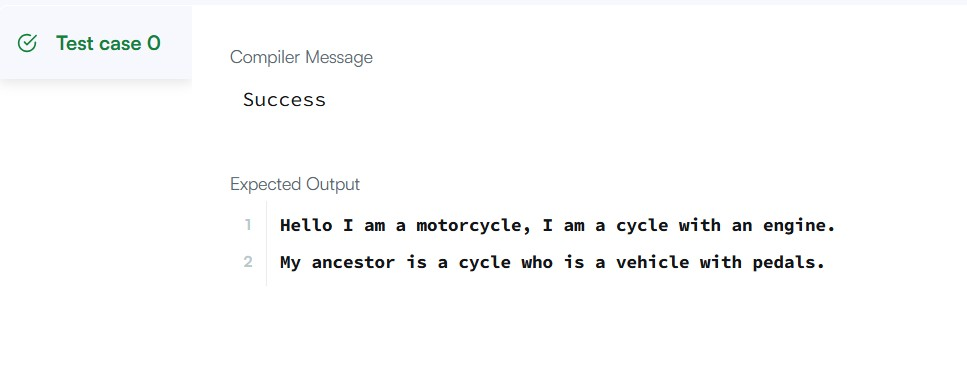 Test case 0
Compiler Message
Success
Expected Output
1 Hello I am a motorcycle, I am a cycle with an engine.
2 My ancestor is a cycle who is a vehicle with pedals.